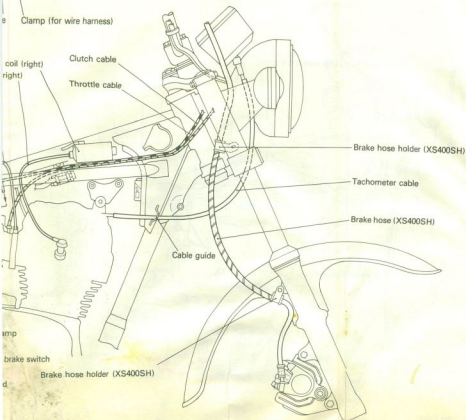 Clamp (for wire harness)
coil (right)
right)
Clutch cable
Throttle cable
Brake hose holder (XS400SH)
Tachometer cable
Brake hose (XS400SH)
Cable guide
amp
brake switch
Brake hose holder (XS400SH)